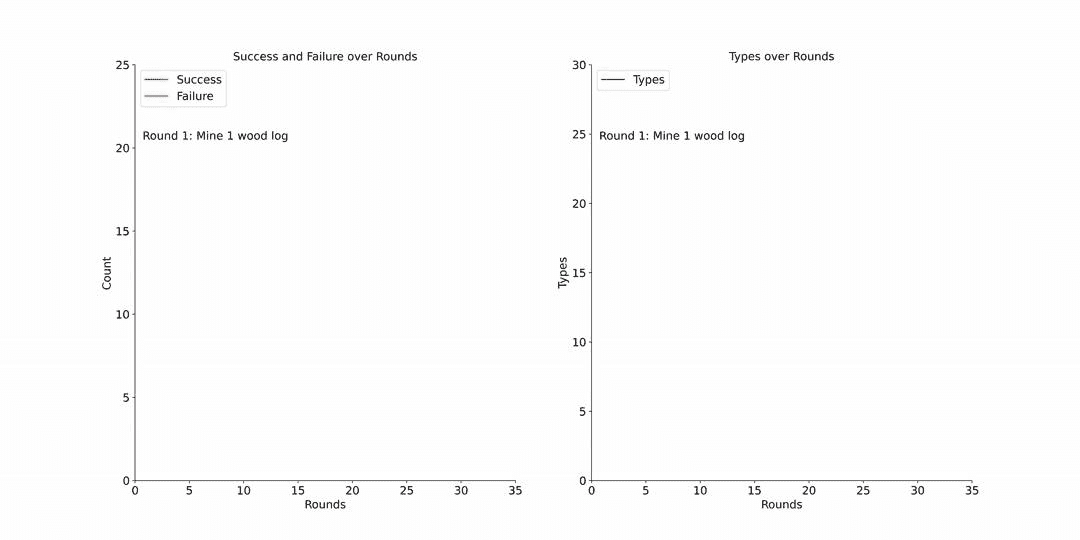 Success and Failure over Rounds
25
Success
Failure
Round 1: Mine 1 wood log
20
15
Count
10
5
0
0 5 10 15 20 25 30 35
Rounds
Types over Rounds
30
Types
25
Round 1: Mine 1 wood log
20
15
Types
10
5
0
0 5 10 15 20 25 30 35
Rounds